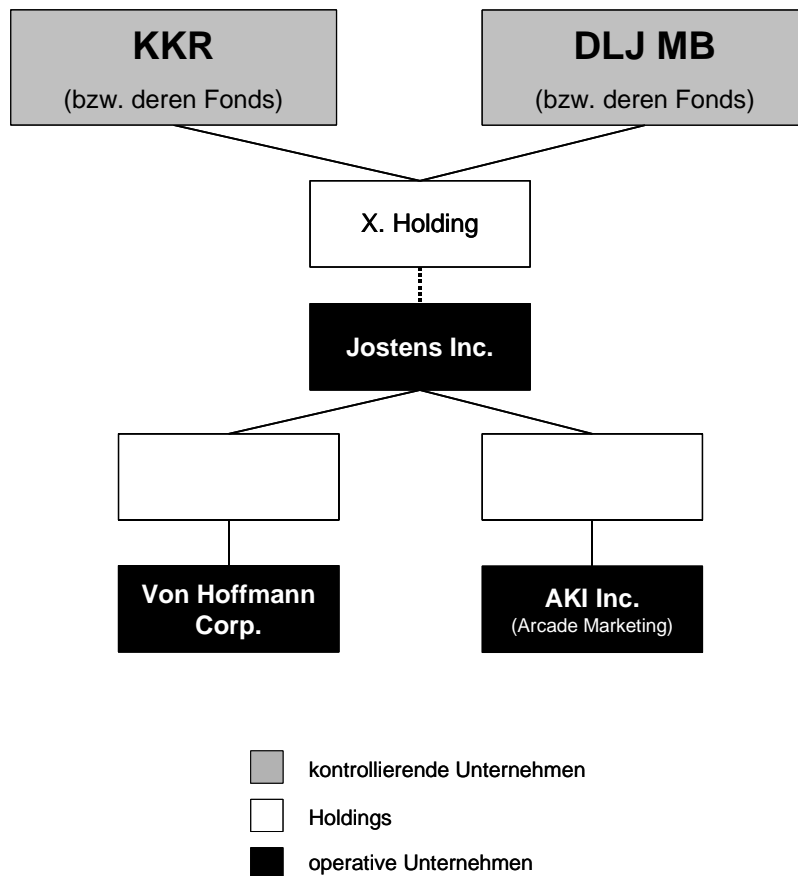 KKR
(bzw. deren Fonds)
DLJ MB
(bzw. deren Fonds)
X. Holding
Jostens Inc.
Von Hoffmann
Corp.
AKI Inc.
(Arcade Marketing)
kontrollierende Unternehmen
Holdings
operative Unternehmen